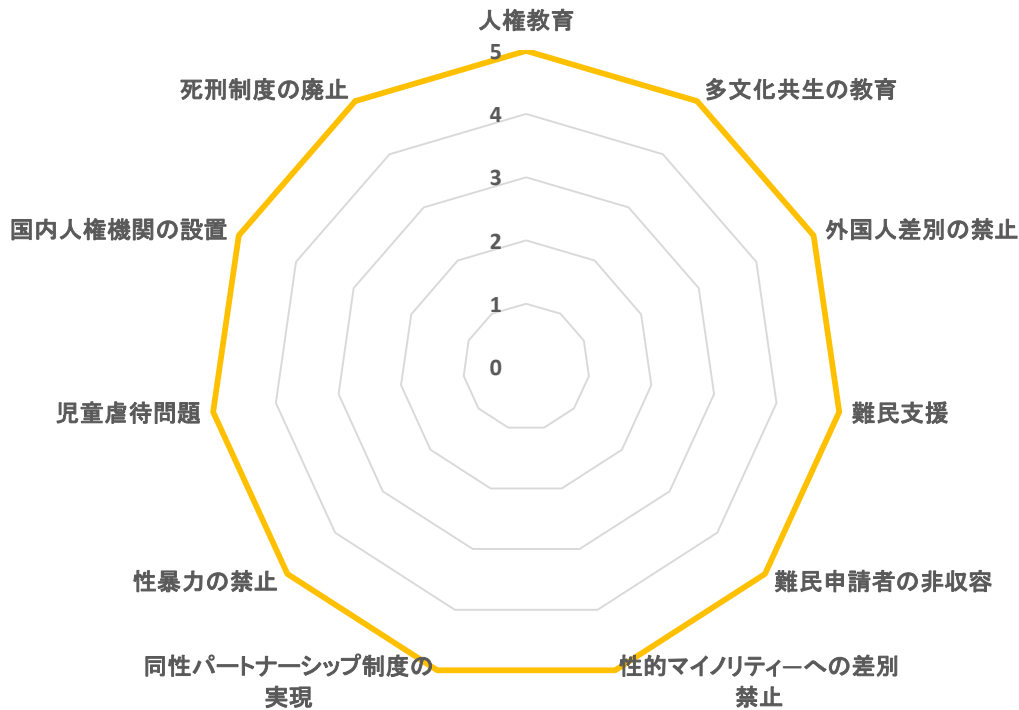 人権教育
5
死刑制度の廃止
多文化共生の教育
4
3
国内人権機関の設置
外国人差別の禁止
2
1
0
児童虐待問題
難民支援
性暴力の禁止
難民申請者の非収容
同性パートナーシップ制度の
実現
性的マイノリティーへの差別
禁止